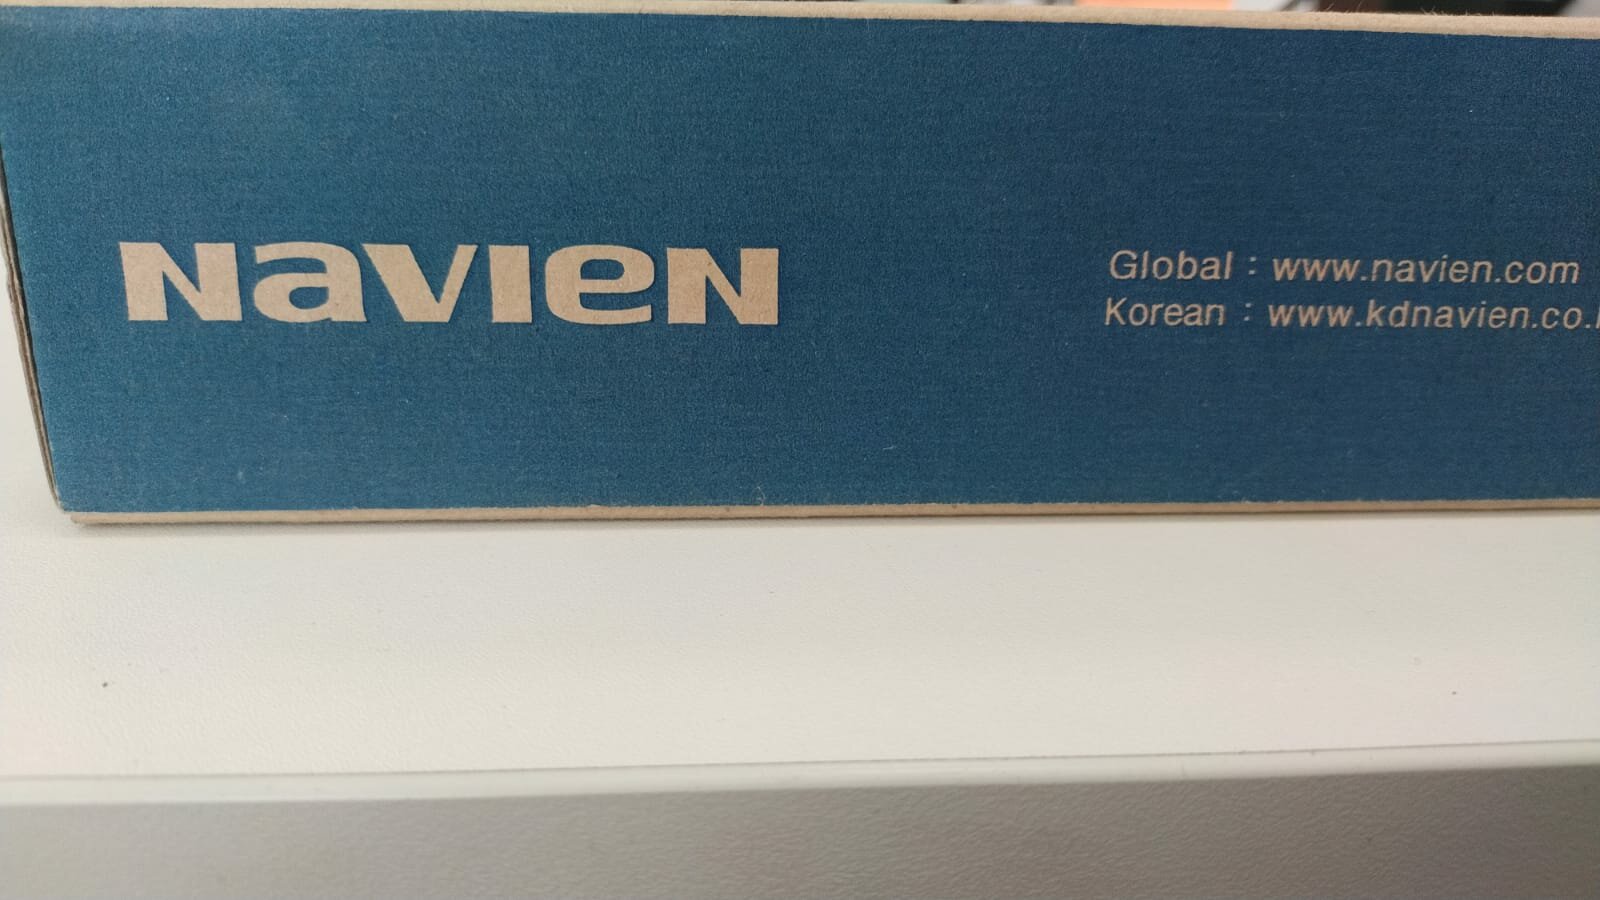 Navien
Global : www.navien.com
Korean : www.kdnavien.co.